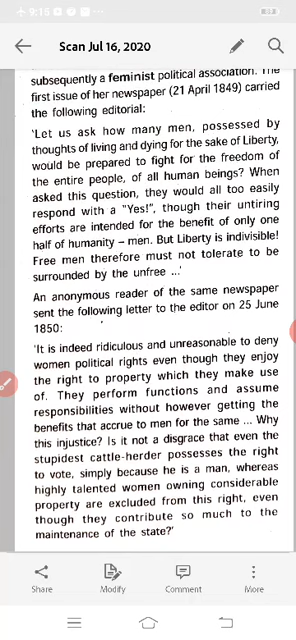 9:15
Scan Jul 16, 2020
subsequently a feminist political association. The
first issue of her newspaper (21 April 1849) carried
the following editorial:
'Let us ask how many men, possessed by
thoughts of living and dying for the sake of Liberty,
would be prepared to fight for the freedom of
the entire people, of all human beings? When
asked this question, they would all too easily
respond with a "Yes!", though their untiring
efforts are intended for the benefit of only one
half of humanity – men. But Liberty is indivisible!
Free men therefore must not tolerate to be
surrounded by the unfree ...'
An anonymous reader of the same newspaper
sent the following letter to the editor on 25 June
1850:
'It is indeed ridiculous and unreasonable to deny
women political rights even though they enjoy
the right to property which they make use
of. They perform functions and assume
responsibilities without however getting the
benefits that accrue to men for the same ... Why
this injustice? Is it not a disgrace that even the
stupidest cattle-herder possesses the right
to vote, simply because he is a man, whereas
highly talented women owning considerable
property are excluded from this right, even
though they contribute so much to the
maintenance of the state?'
Share Modify Comment More